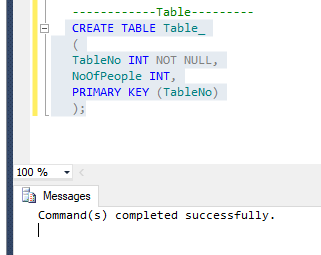 ------------Table---------
CREATE TABLE Table_
(
TableNo INT NOT NULL,
NoOfPeople INT,
PRIMARY KEY (TableNo)
);
100 %
Messages
Command(s) completed successfully.